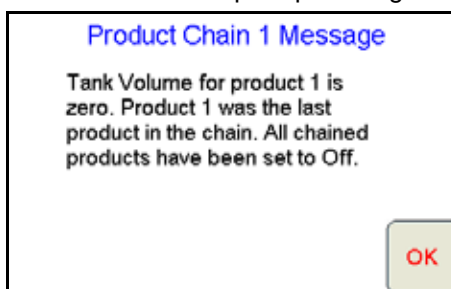 Product Chain 1 Message
Tank Volume for product 1 is
zero. Product 1 was the last
product in the chain. All chained
products have been set to Off.
OK